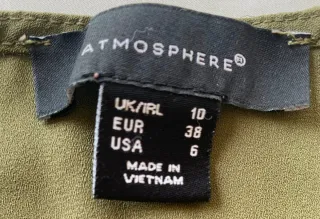 ATMOSPHERE®
UK/IRL 10
EUR 38
USA 6
MADE IN
VIETNAM